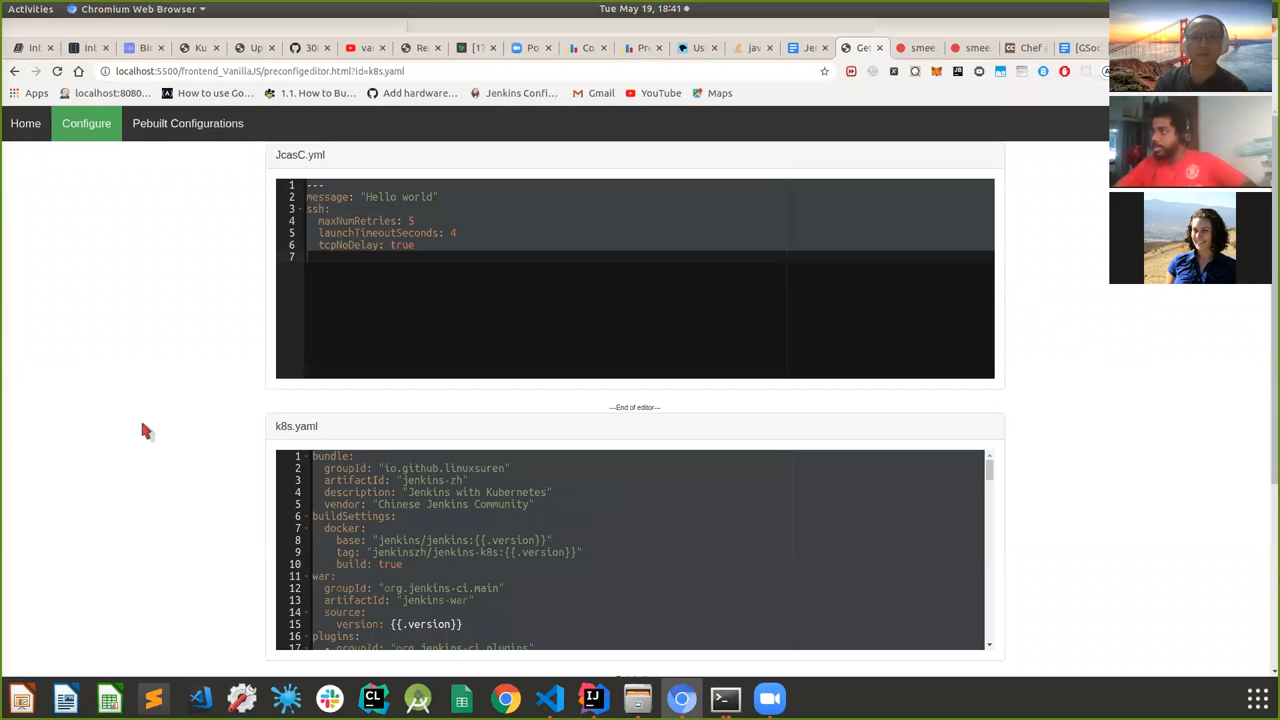 Activities
Chromium Web Browser
Tue May 19, 18:41
localhost:5500/frontend_VanillaJS/preconfigeditor.html?id=k8s.yaml
Apps
localhost:8080...
How to use Go...
1.1. How to Bu...
Add hardware...
Jenkins Confi...
Gmail
YouTube
Maps
Home
Configure
Pebuilt Configurations
JcasC.yml
1 ---
2 message: "Hello world"
3 ssh:
4 maxNumRetries: 5
5 launchTimeoutSeconds: 4
6 tcpNoDelay: true
7
---End of editor---
k8s.yaml
1 bundle:
2 groupId: "io.github.linuxsuren"
3 artifactId: "jenkins-zh"
4 description: "Jenkins with Kubernetes"
5 vendor: "Chinese Jenkins Community"
6 buildSettings:
7 docker:
8 base: "jenkins/jenkins:{{.version}}"
9 tag: "jenkinszh/jenkins-k8s:{{.version}}"
10 build: true
11 war:
12 groupId: "org.jenkins-ci.main"
13 artifactId: "jenkins-war"
14 source:
15 version: {{.version}}
16 plugins:
17 - groupId: "org.jenkins-ci.plugins"